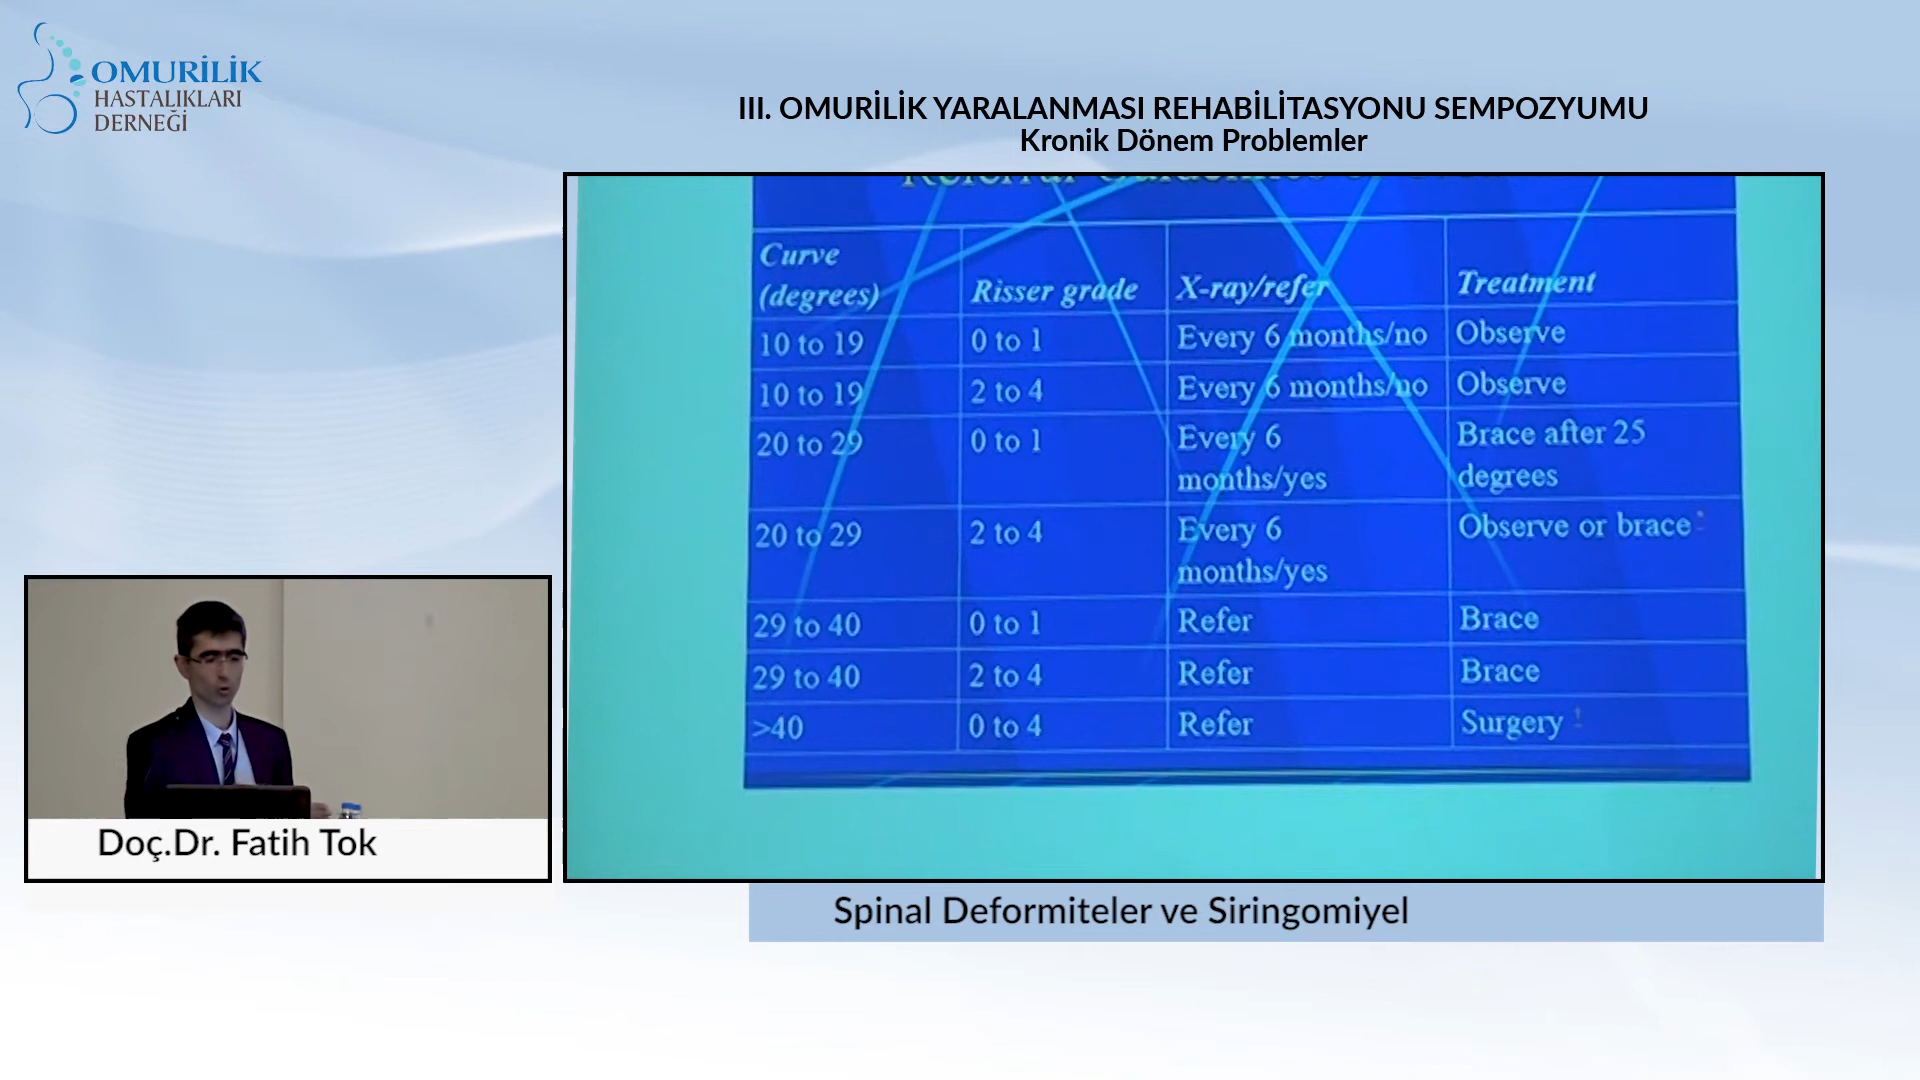 OMURİLİK
HASTALIKLARI
DERNEĞİ
III. OMURİLİK YARALANMASI REHABİLİTASYONU SEMPOZYUMU
Kronik Dönem Problemler
Curve (degrees) Risser grade X-ray/refer Treatment
10 to 19 0 to 1 Every 6 months/no Observe
10 to 19 2 to 4 Every 6 months/no Observe
20 to 29 0 to 1 Every 6 months/yes Brace after 25 degrees
20 to 29 2 to 4 Every 6 months/yes Observe or brace
29 to 40 0 to 1 Refer Brace
29 to 40 2 to 4 Refer Brace
>40 0 to 4 Refer Surgery
Doç.Dr. Fatih Tok
Spinal Deformiteler ve Siringomiyel